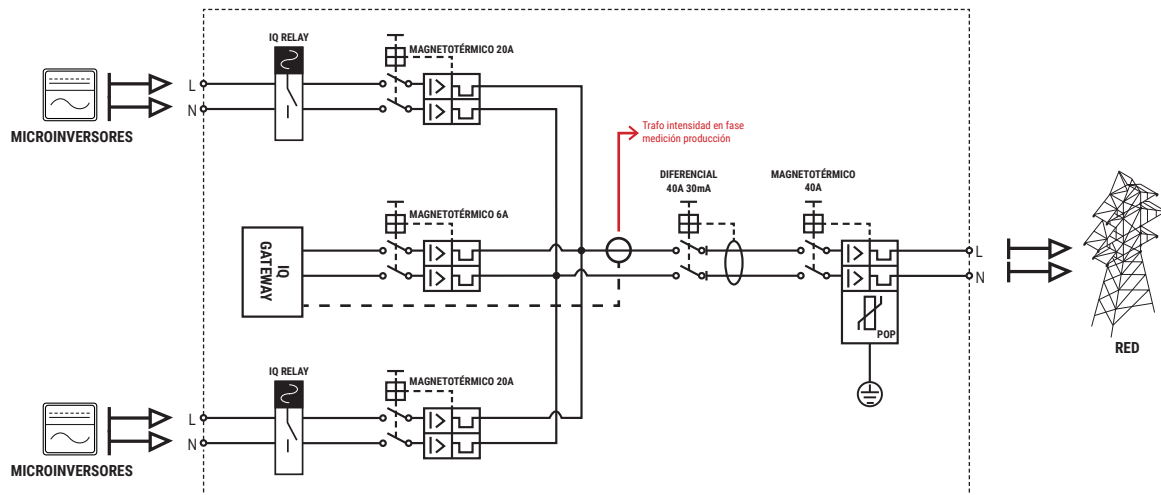 IQ RELAY
MAGNETOTÉRMICO 20A
L
N
MICROINVERSORES
Trafo intensidad en fase
medición producción
DIFERENCIAL
40A 30mA
MAGNETOTÉRMICO
40A
MAGNETOTÉRMICO 6A
IQ
GATEWAY
L
N
POP
RED
IQ RELAY
MAGNETOTÉRMICO 20A
L
N
MICROINVERSORES